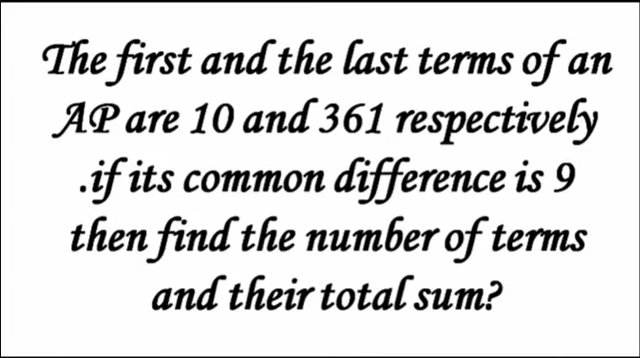 The first and the last terms of an
AP are 10 and 361 respectively
.if its common difference is 9
then find the number of terms
and their total sum?